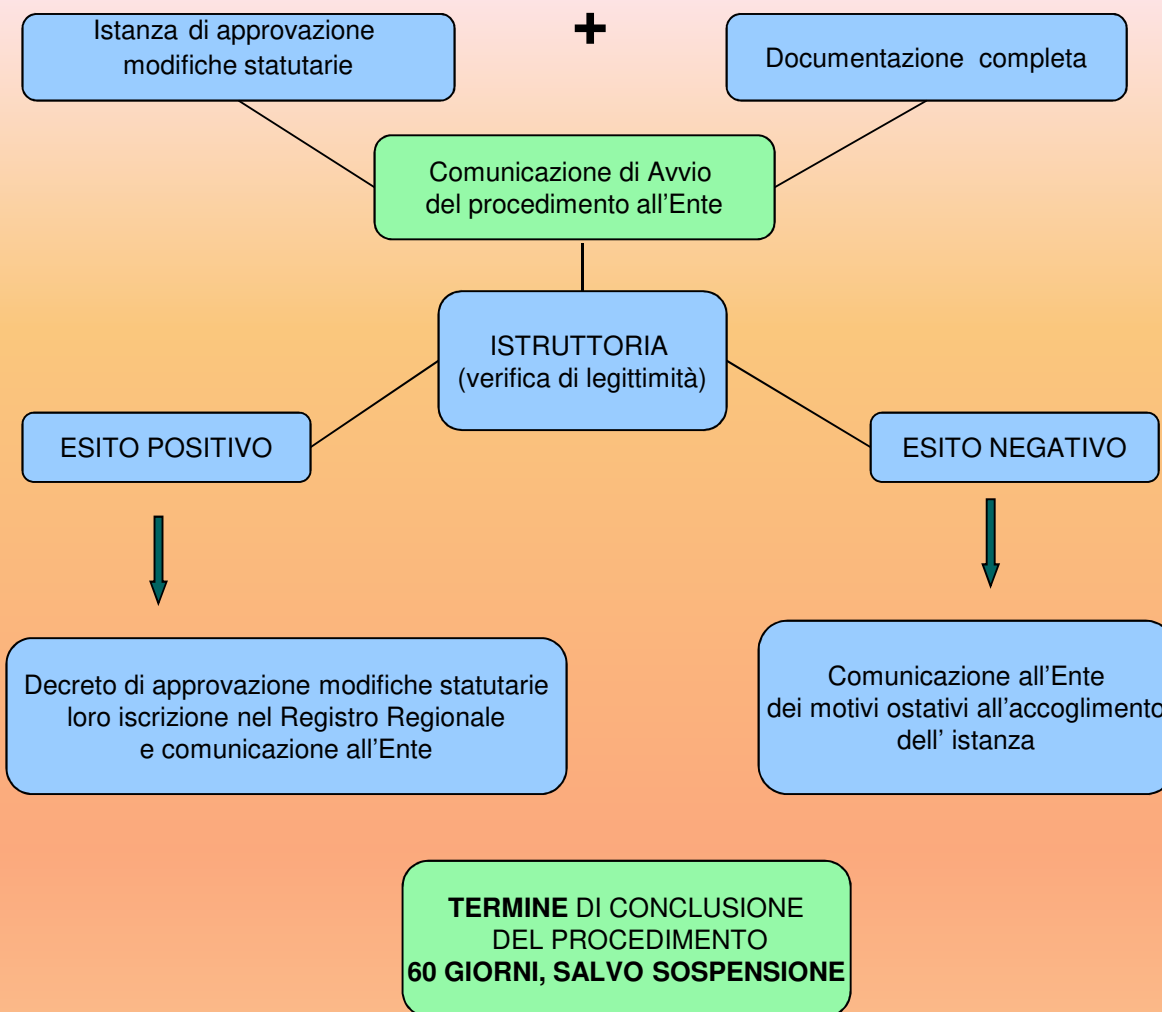 Istanza di approvazione
modifiche statutarie
+
Documentazione completa
Comunicazione di Avvio
del procedimento all’Ente
ISTRUTTORIA
(verifica di legittimità)
ESITO POSITIVO
ESITO NEGATIVO
Decreto di approvazione modifiche statutarie
loro iscrizione nel Registro Regionale
e comunicazione all’Ente
Comunicazione all’Ente
dei motivi ostativi all’accoglimento
dell’ istanza
TERMINE DI CONCLUSIONE
DEL PROCEDIMENTO
60 GIORNI, SALVO SOSPENSIONE